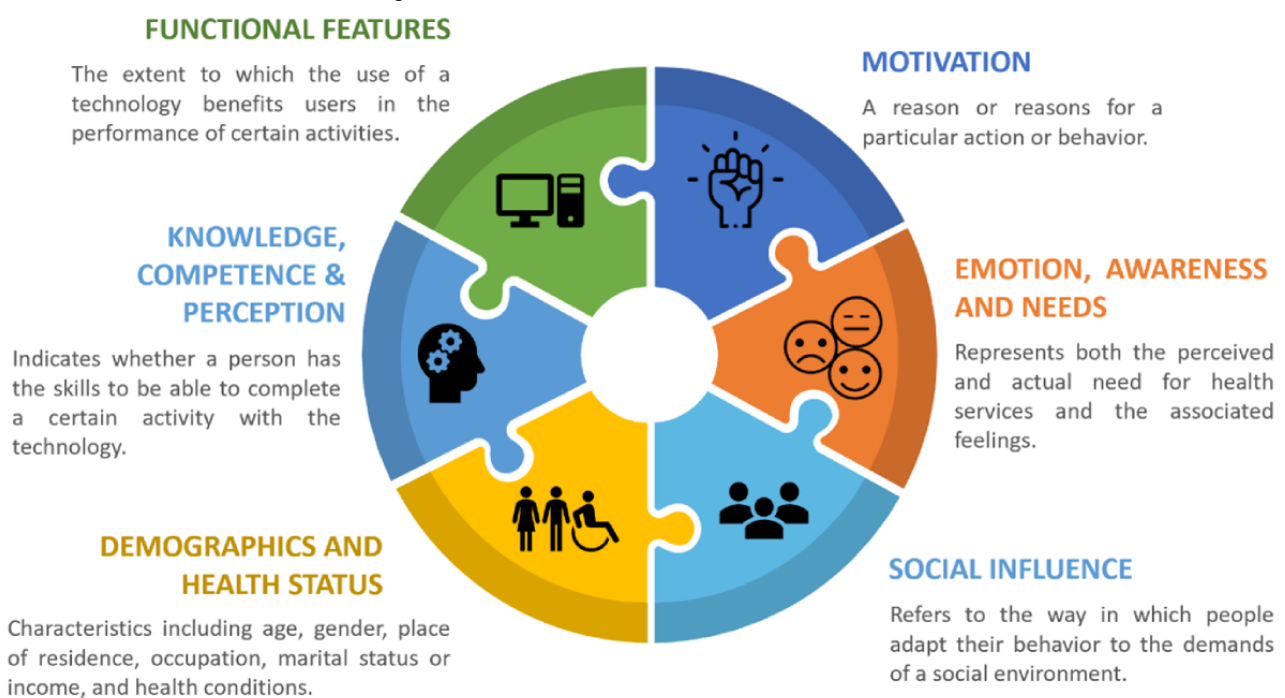 FUNCTIONAL FEATURES
The extent to which the use of a
technology benefits users in the
performance of certain activities.
MOTIVATION
A reason or reasons for a
particular action or behavior.
KNOWLEDGE,
COMPETENCE &
PERCEPTION
Indicates whether a person has
the skills to be able to complete
a certain activity with the
technology.
EMOTION, AWARENESS
AND NEEDS
Represents both the perceived
and actual need for health
services and the associated
feelings.
DEMOGRAPHICS AND
HEALTH STATUS
Characteristics including age, gender, place
of residence, occupation, marital status or
income, and health conditions.
SOCIAL INFLUENCE
Refers to the way in which people
adapt their behavior to the demands
of a social environment.